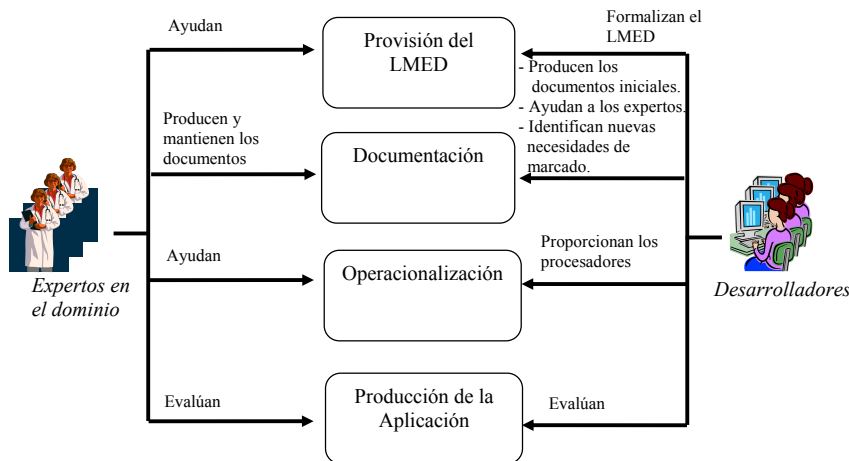 Ayudan
Provisión del
LMED
Formalizan el
LMED
- Producen los
documentos iniciales.
- Ayudan a los expertos.
- Identifican nuevas
necesidades de
marcado.
Producen y
mantienen los
documentos
Documentación
Ayudan
Operacionalización
Proporcionan los
procesadores
Expertos en
el dominio
Desarrolladores
Evalúan
Producción de la
Aplicación
Evalúan